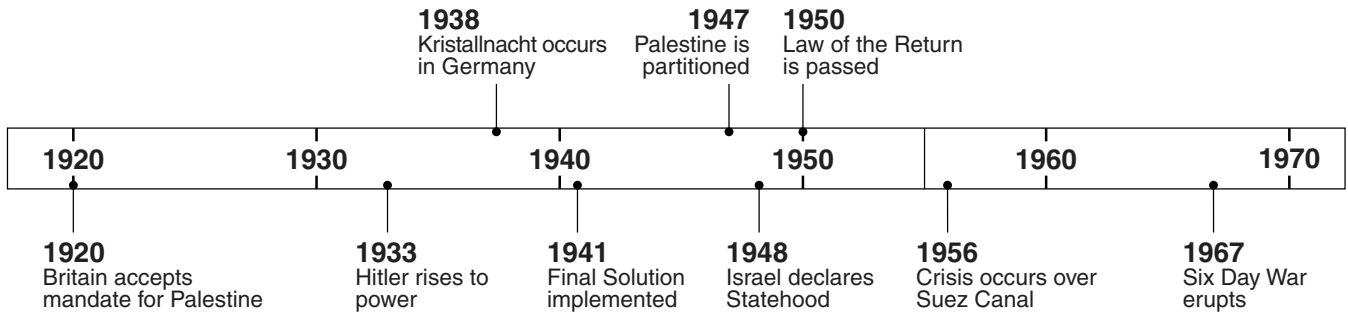 1938
Kristallnacht occurs
in Germany
1947
Palestine is
partitioned
1950
Law of the Return
is passed
1920
1930
1940
1950
1960
1970
1920
Britain accepts
mandate for Palestine
1933
Hitler rises to
power
1941
Final Solution
implemented
1948
Israel declares
Statehood
1956
Crisis occurs over
Suez Canal
1967
Six Day War
erupts